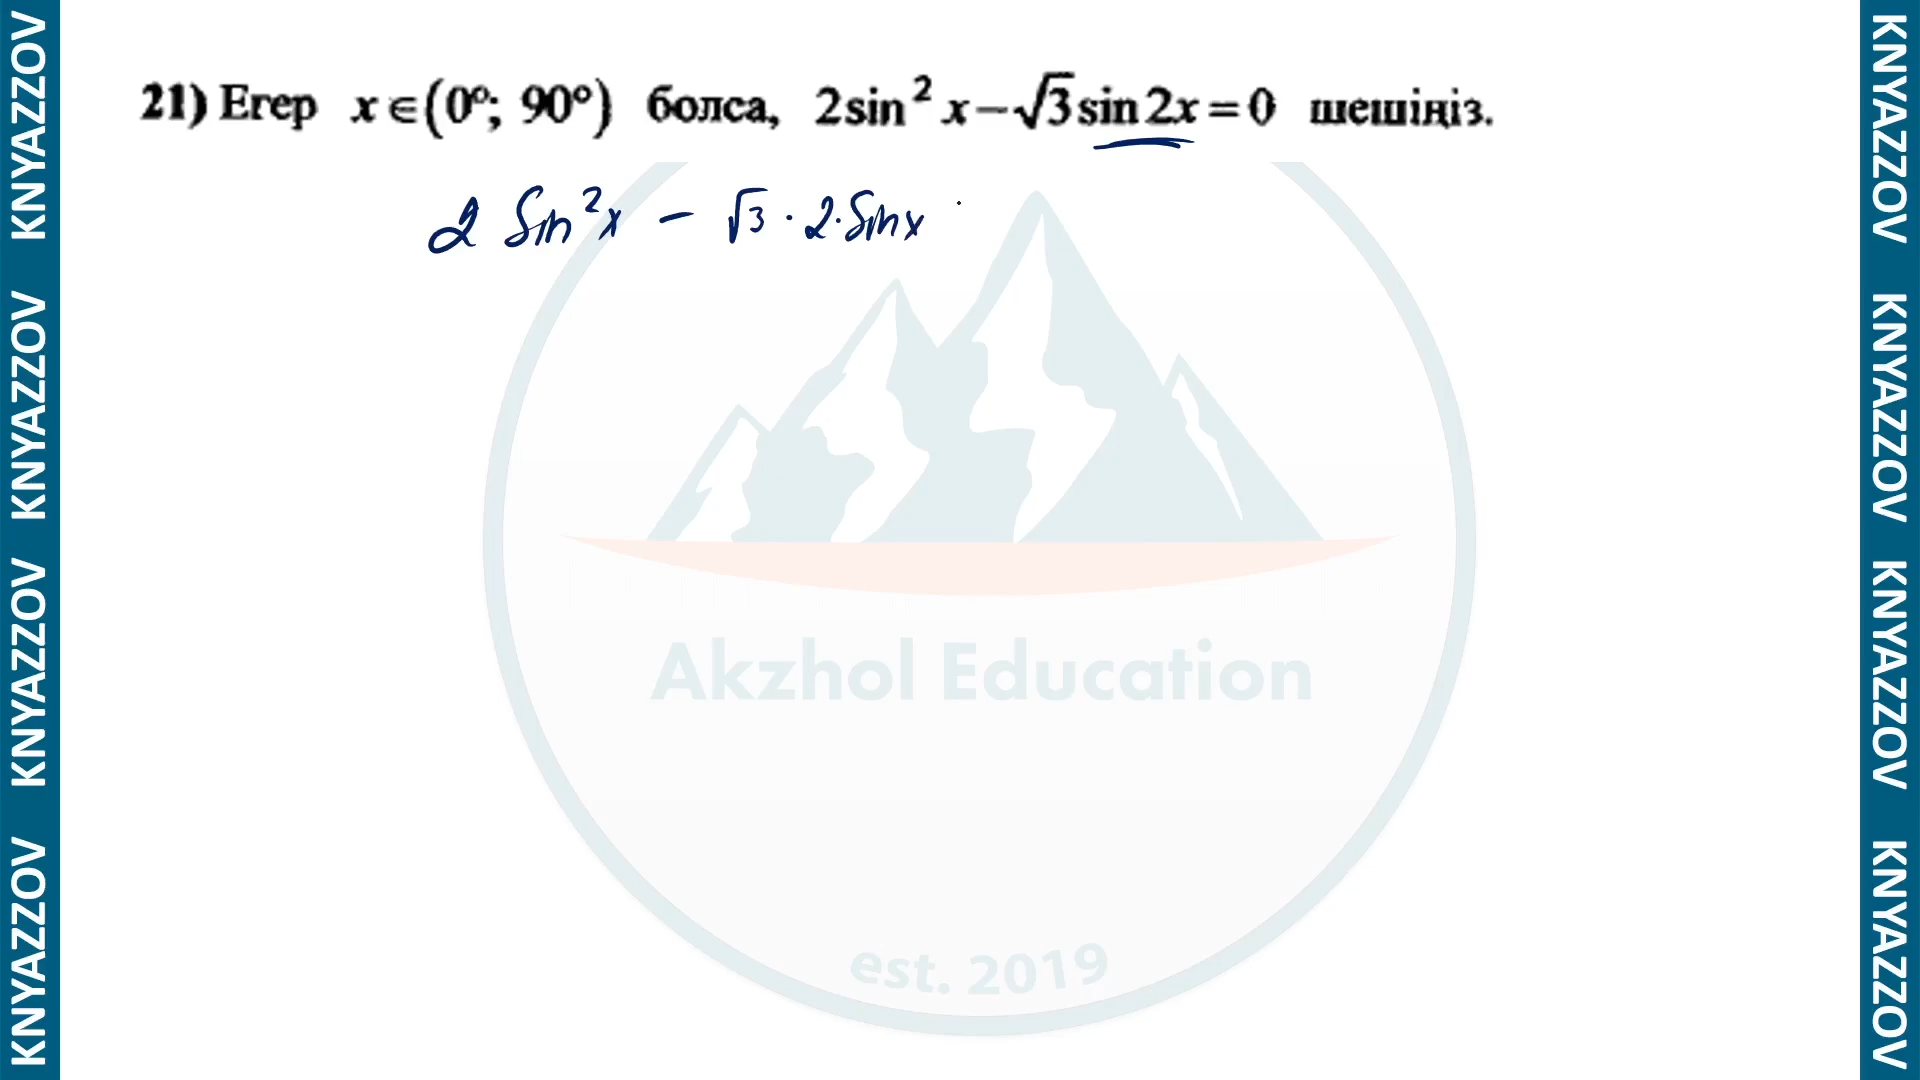 KNYAZZOV KNYAZZOV KNYAZZOV KNYAZZOV
21) Егер x∈(0°; 90°) болса, 2sin² x−√3sin2x=0 шешіңіз.
2 Sin²x − √3 · 2·Sinx ·
Akzhol Education
est. 2019
KNYAZZOV KNYAZZOV KNYAZZOV KNYAZZOV